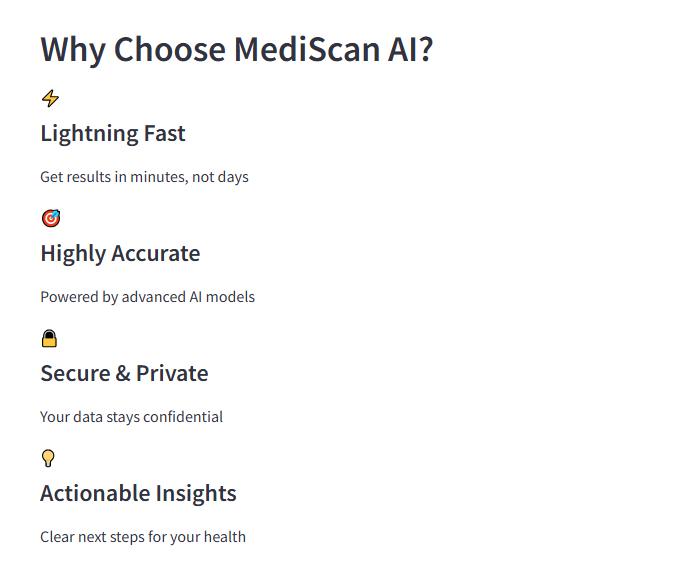 Why Choose MediScan AI?
⚡
Lightning Fast
Get results in minutes, not days
🎯
Highly Accurate
Powered by advanced AI models
🔒
Secure & Private
Your data stays confidential
💡
Actionable Insights
Clear next steps for your health